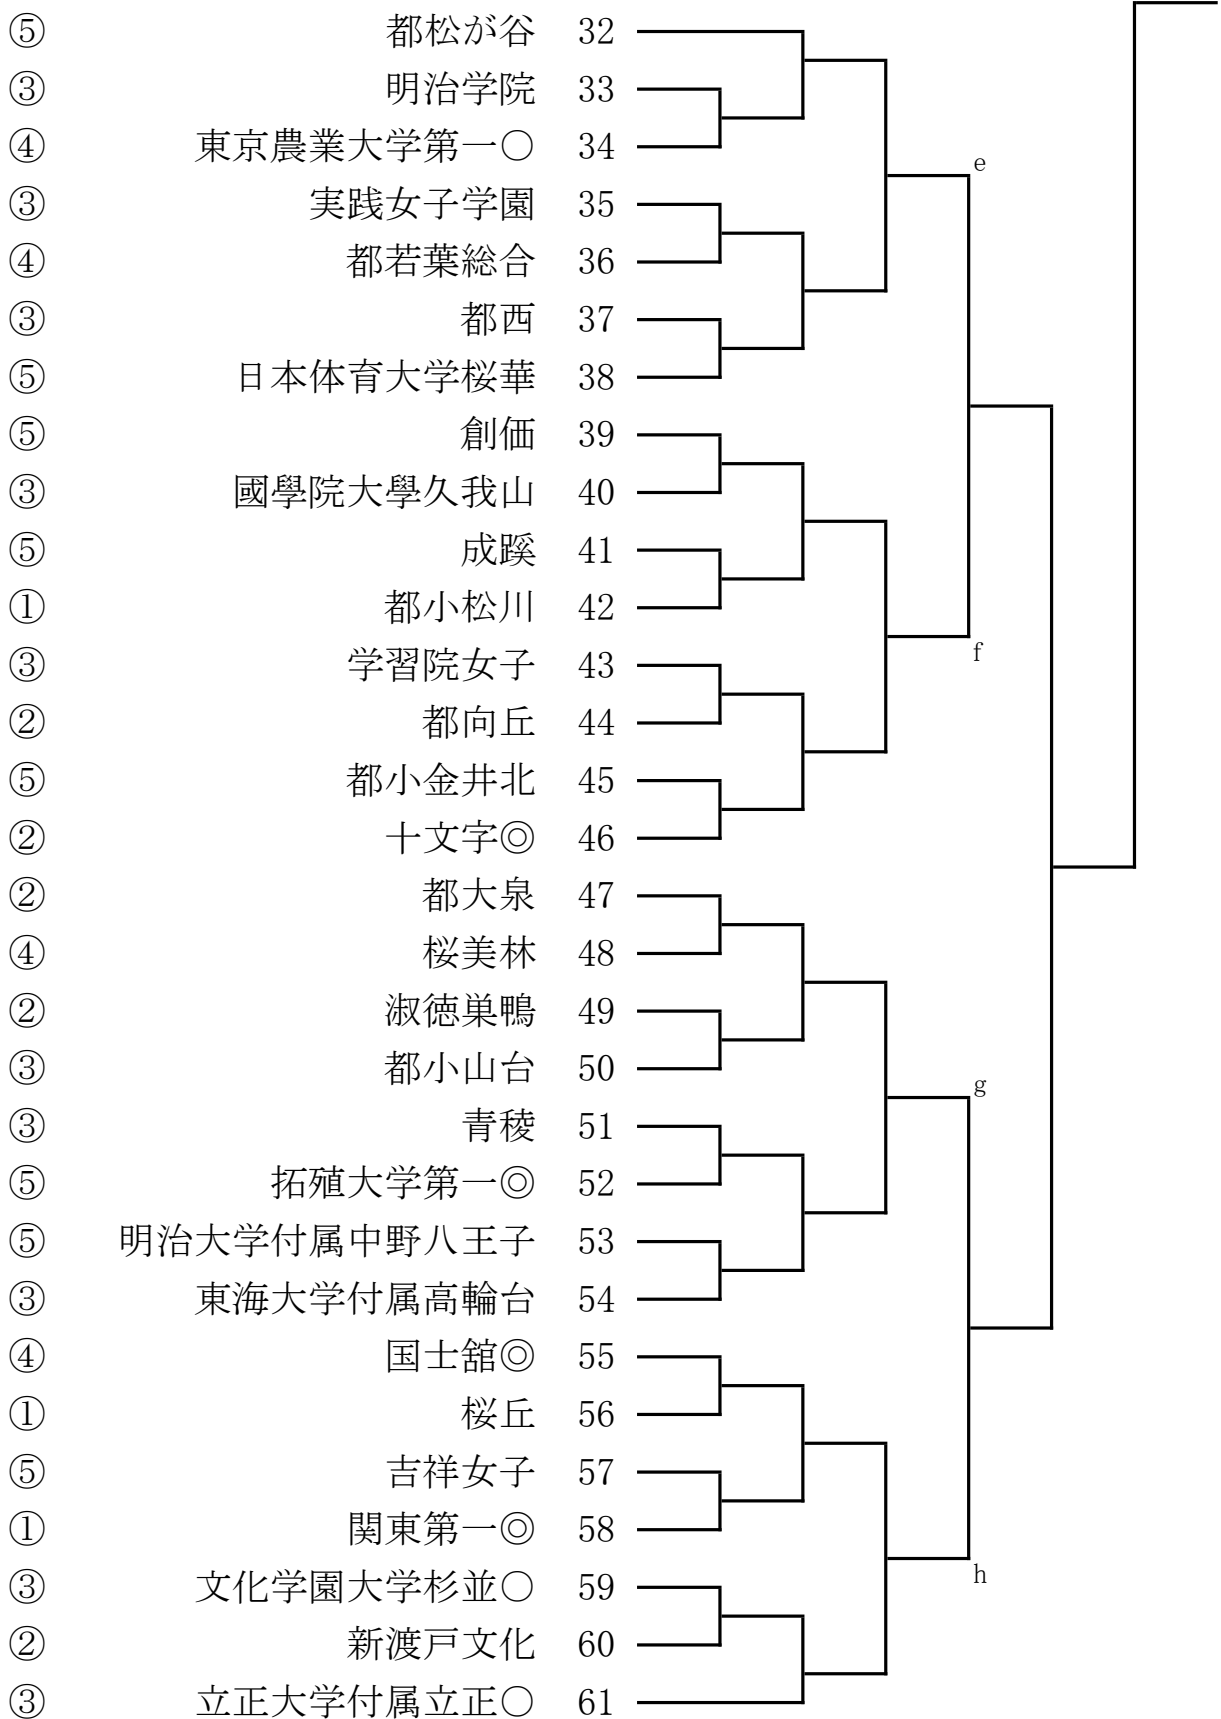 ⑤ 都松が谷 32
③ 明治学院 33
④ 東京農業大学第一○ 34
e
③ 実践女子学園 35
④ 都若葉総合 36
③ 都西 37
⑤ 日本体育大学桜華 38
⑤ 創価 39
③ 國學院大學久我山 40
⑤ 成蹊 41
① 都小松川 42
③ 学習院女子 43
f
② 都向丘 44
⑤ 都小金井北 45
② 十文字◎ 46
② 都大泉 47
④ 桜美林 48
② 淑徳巣鴨 49
③ 都小山台 50
g
③ 青稜 51
⑤ 拓殖大学第一◎ 52
⑤ 明治大学付属中野八王子 53
③ 東海大学付属高輪台 54
④ 国士舘◎ 55
① 桜丘 56
⑤ 吉祥女子 57
① 関東第一◎ 58
h
③ 文化学園大学杉並○ 59
② 新渡戸文化 60
③ 立正大学付属立正○ 61